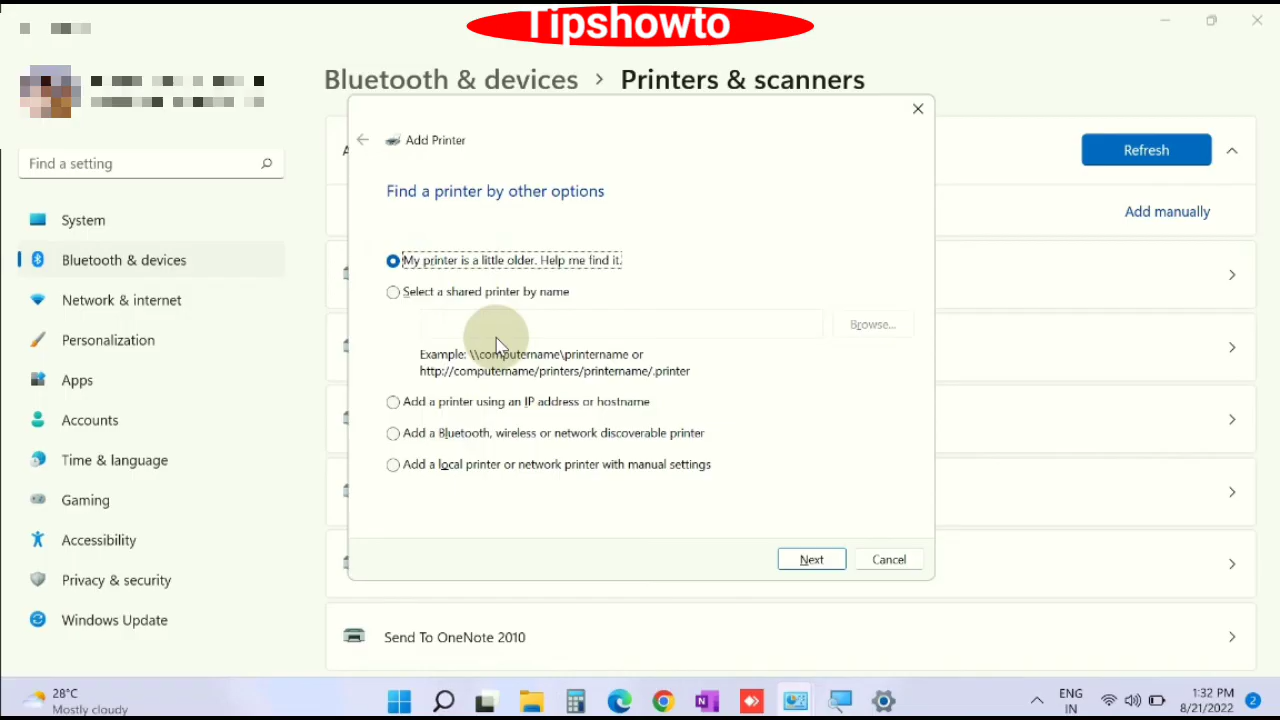 Tipshowto
Bluetooth & devices > Printers & scanners
Add Printer
Refresh
Find a setting
Find a printer by other options
Add manually
System
Bluetooth & devices
My printer is a little older. Help me find it.
Select a shared printer by name
Network & internet
Browse...
Personalization
Example: \\computername\printername or
http://computername/printers/printername/.printer
Apps
Add a printer using an IP address or hostname
Accounts
Add a Bluetooth, wireless or network discoverable printer
Time & language
Add a local printer or network printer with manual settings
Gaming
Accessibility
Next
Cancel
Privacy & security
Windows Update
Send To OneNote 2010
28°C
Mostly cloudy
ENG
IN
1:32 PM
8/21/2022
2